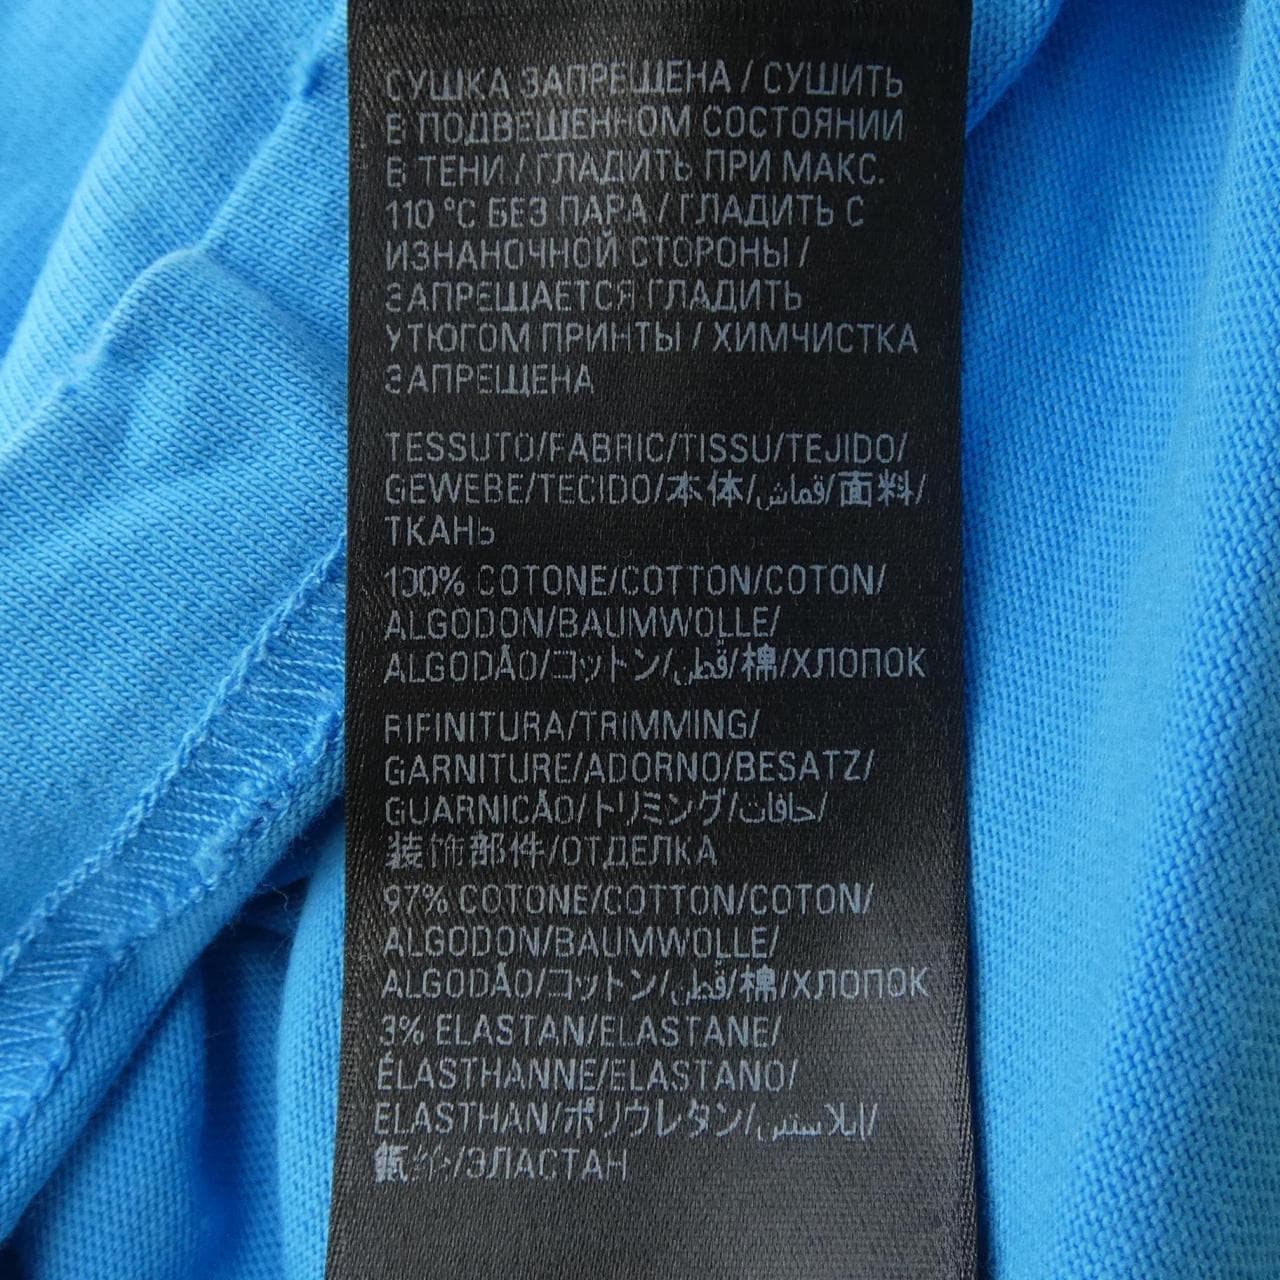 СУШКА ЗАПРЕЩЕНА / СУШИТЬ
В ПОДВЕШЕННОМ СОСТОЯНИИ
В ТЕНИ / ГЛАДИТЬ ПРИ МАКС.
110 °C БЕЗ ПАРА / ГЛАДИТЬ С
ИЗНАНОЧНОЙ СТОРОНЫ /
ЗАПРЕЩАЕТСЯ ГЛАДИТЬ
УТЮГОМ ПРИНТЫ / ХИМЧИСТКА
ЗАПРЕЩЕНА
TESSUTO/FABRIC/TISSU/TEJIDO/
GEWEBE/TECIDO/本体/قماش/面料/
ТКАНЬ
100% COTONE/COTTON/COTON/
ALGODON/BAUMWOLLE/
ALGODÃO/コットン/قطن/棉/ХЛОПОК
RIFINITURA/TRIMMING/
GARNITURE/ADORNO/BESATZ/
GUARNICÃO/トリミング/حافات/
装饰部件/ОТДЕЛКА
97% COTONE/COTTON/COTON/
ALGODON/BAUMWOLLE/
ALGODÃO/コットン/قطن/棉/ХЛОПОК
3% ELASTAN/ELASTANE/
ÉLASTHANNE/ELASTANO/
ELASTHAN/ポリウレタン/إيلاستين/
氨纶/ЭЛАСТАН